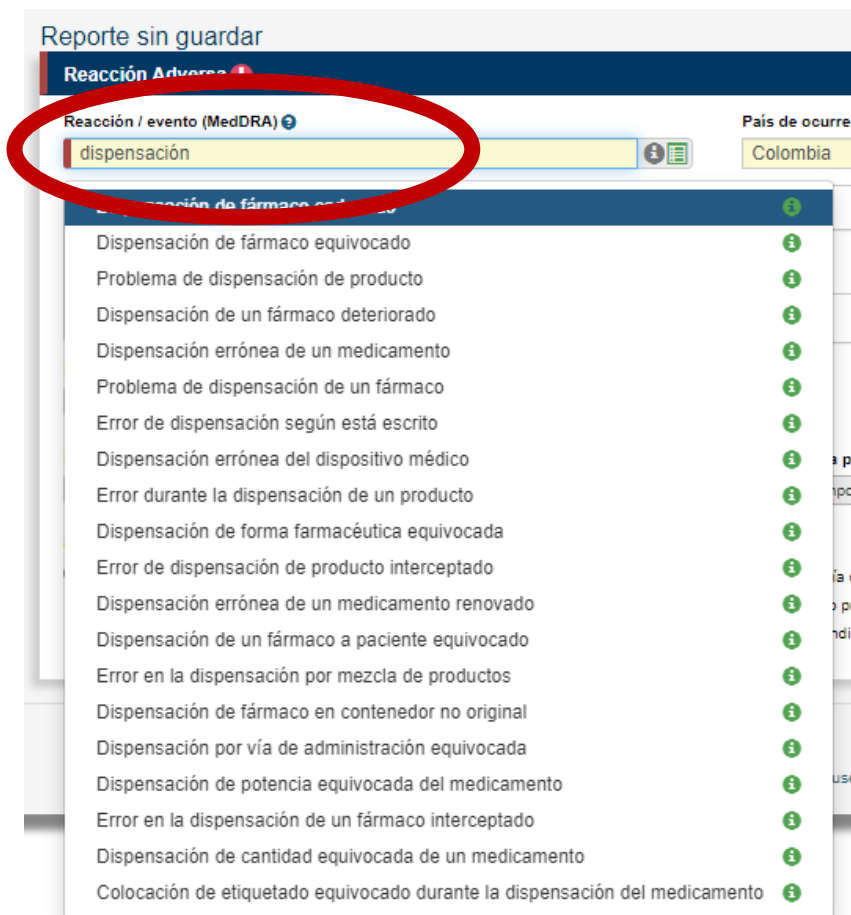 Reporte sin guardar
Reacción Adversa
Reacción / evento (MedDRA)
País de ocurre
dispensación
Colombia
de fármaco
Dispensación de fármaco equivocado
Problema de dispensación de producto
Dispensación de un fármaco deteriorado
Dispensación errónea de un medicamento
Problema de dispensación de un fármaco
Error de dispensación según está escrito
Dispensación errónea del dispositivo médico
a p
Error durante la dispensación de un producto
Dispensación de forma farmacéutica equivocada
Error de dispensación de producto interceptado
ía
Dispensación errónea de un medicamento renovado
Dispensación de un fármaco a paciente equivocado
Error en la dispensación por mezcla de productos
Dispensación de fármaco en contenedor no original
Dispensación por vía de administración equivocada
Dispensación de potencia equivocada del medicamento
Error en la dispensación de un fármaco interceptado
Dispensación de cantidad equivocada de un medicamento
Colocación de etiquetado equivocado durante la dispensación del medicamento